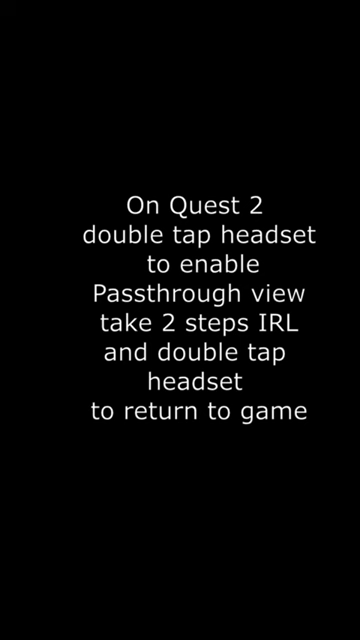 On Quest 2
double tap headset
to enable
Passthrough view
take 2 steps IRL
and double tap
headset
to return to game